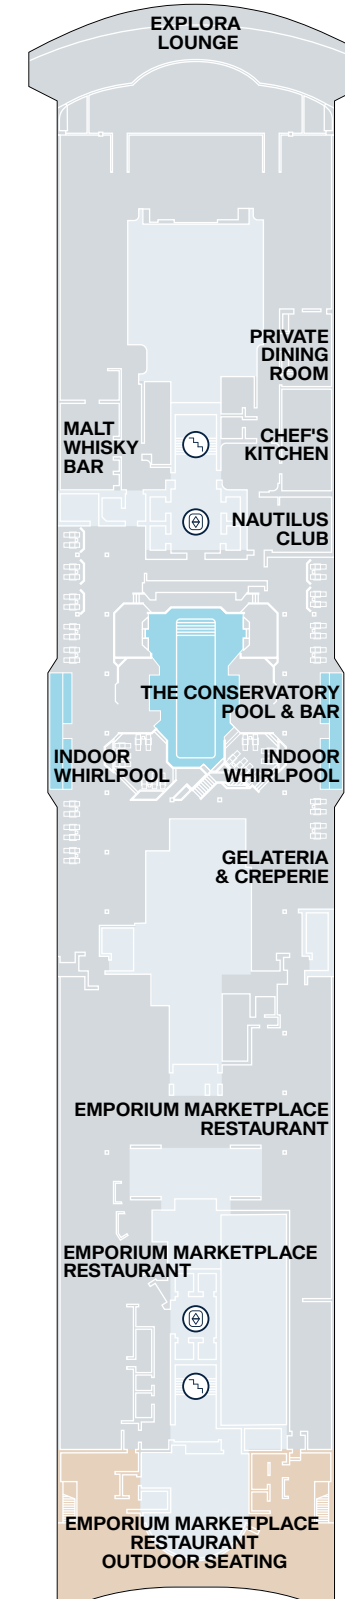 EXPLORA
LOUNGE
PRIVATE
DINING
ROOM
MALT
WHISKY
BAR
CHEF'S
KITCHEN
NAUTILUS
CLUB
THE CONSERVATORY
POOL & BAR
INDOOR
WHIRLPOOL
INDOOR
WHIRLPOOL
GELATERIA
& CREPERIE
EMPORIUM MARKETPLACE
RESTAURANT
EMPORIUM MARKETPLACE
RESTAURANT
EMPORIUM MARKETPLACE
RESTAURANT
OUTDOOR SEATING